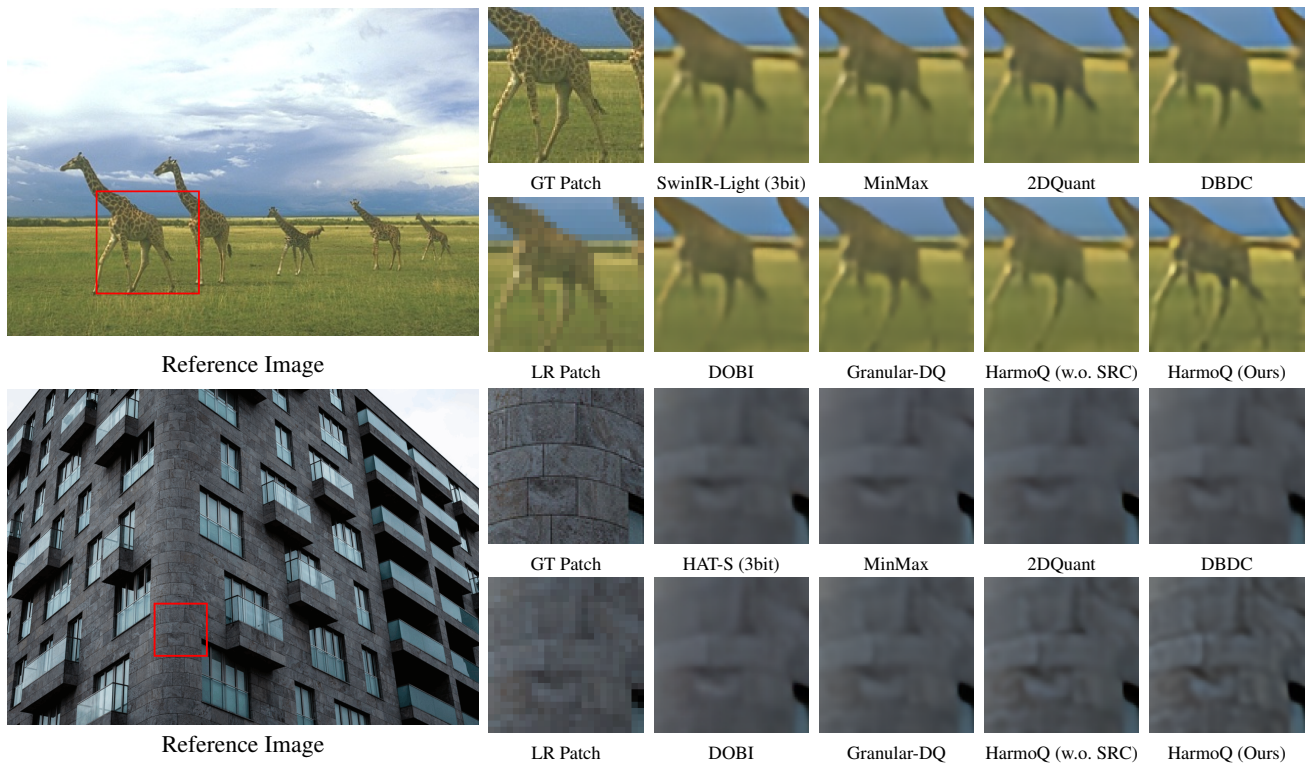 GT Patch
SwinIR-Light (3bit)
MinMax
2DQuant
DBDC
LR Patch
DOBI
Granular-DQ
HarmoQ (w.o. SRC)
HarmoQ (Ours)
Reference Image
GT Patch
HAT-S (3bit)
MinMax
2DQuant
DBDC
LR Patch
DOBI
Granular-DQ
HarmoQ (w.o. SRC)
HarmoQ (Ours)
Reference Image